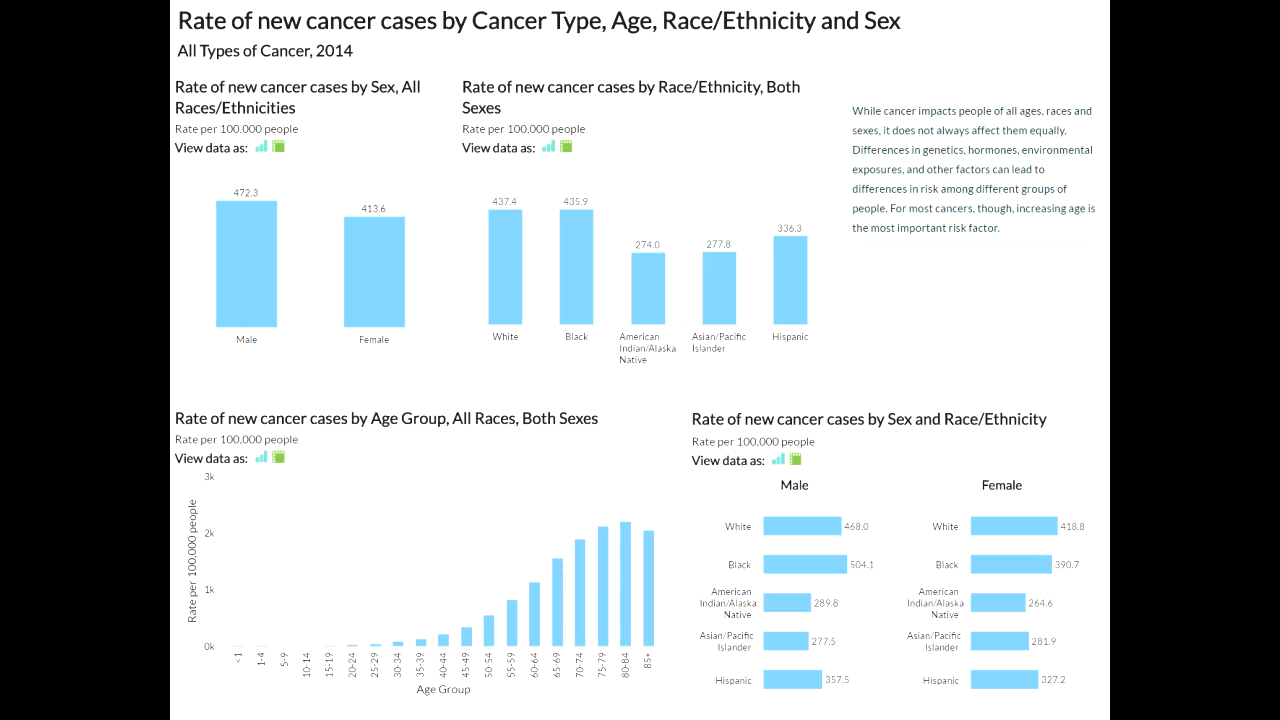 Rate of new cancer cases by Cancer Type, Age, Race/Ethnicity and Sex
All Types of Cancer, 2014
Rate of new cancer cases by Sex, All
Races/Ethnicities
Rate per 100,000 people
View data as:
472.3
413.6
Male
Female
Rate of new cancer cases by Race/Ethnicity, Both
Sexes
Rate per 100,000 people
View data as:
437.4
435.9
274.0
277.8
336.3
White
Black
American
Indian/Alaska
Native
Asian/Pacific
Islander
Hispanic
While cancer impacts people of all ages, races and
sexes, it does not always affect them equally.
Differences in genetics, hormones, environmental
exposures, and other factors can lead to
differences in risk among different groups of
people. For most cancers, though, increasing age is
the most important risk factor.
Rate of new cancer cases by Age Group, All Races, Both Sexes
Rate per 100,000 people
View data as:
Rate per 100,000 people
3k
2k
1k
0k
<1
1-4
5-9
10-14
15-19
20-24
25-29
30-34
35-39
40-44
45-49
50-54
55-59
60-64
65-69
70-74
75-79
80-84
85+
Age Group
Rate of new cancer cases by Sex and Race/Ethnicity
Rate per 100,000 people
View data as:
Male
White
468.0
Black
504.1
American
Indian/Alaska
Native
289.8
Asian/Pacific
Islander
277.5
Hispanic
357.5
Female
White
418.8
Black
390.7
American
Indian/Alaska
Native
264.6
Asian/Pacific
Islander
281.9
Hispanic
327.2